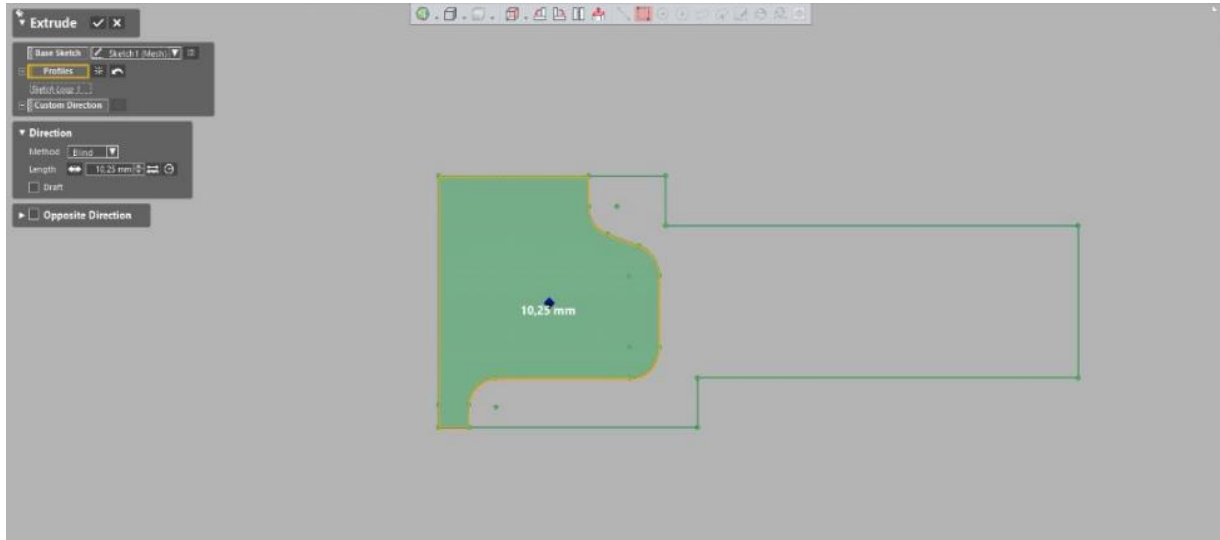 Extrude
Base Sketch Sketch1 (Mesh)
Profiles
Sketch Loop 1
Custom Direction
Direction
Method Blind
Length 10,25 mm
Draft
Opposite Direction
10,25 mm